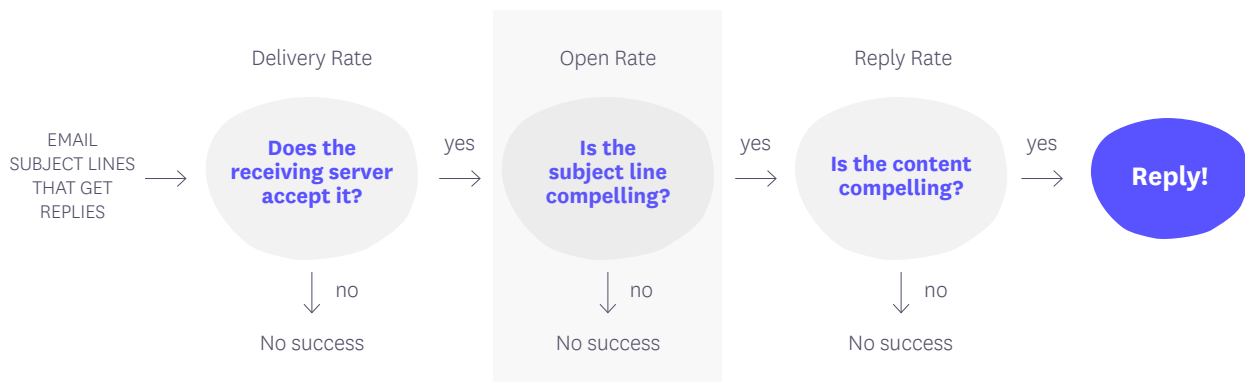 EMAIL
SUBJECT LINES
THAT GET
REPLIES
Delivery Rate
Does the
receiving server
accept it?
yes
no
No success
Open Rate
Is the
subject line
compelling?
yes
no
No success
Reply Rate
Is the content
compelling?
yes
no
No success
Reply!